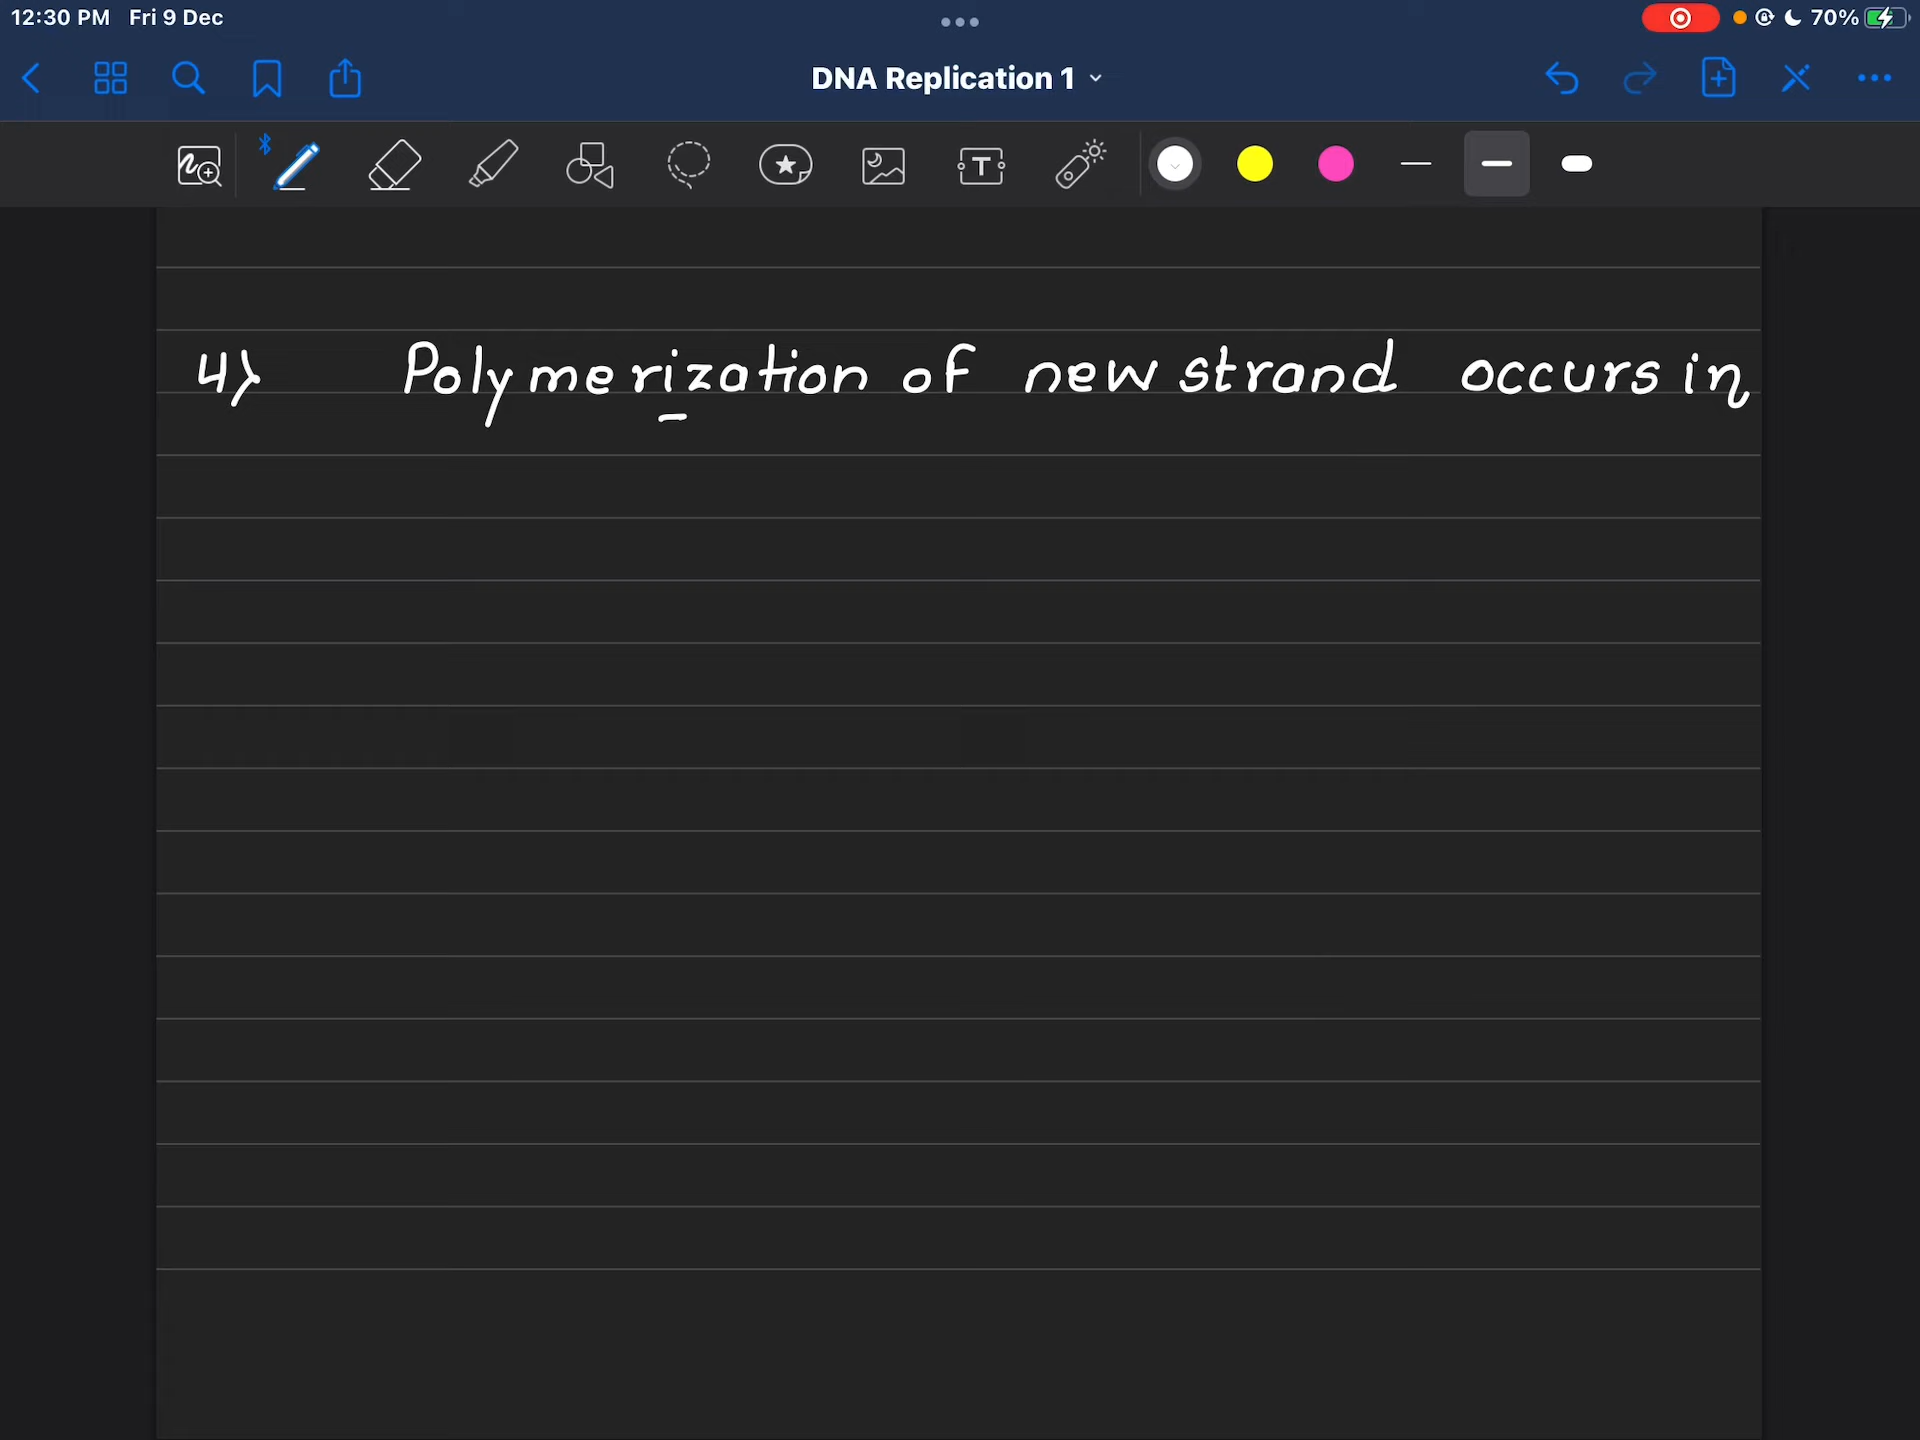 12:30 PM Fri 9 Dec 70%
DNA Replication 1
T
4) Polymerization of new strand occurs in